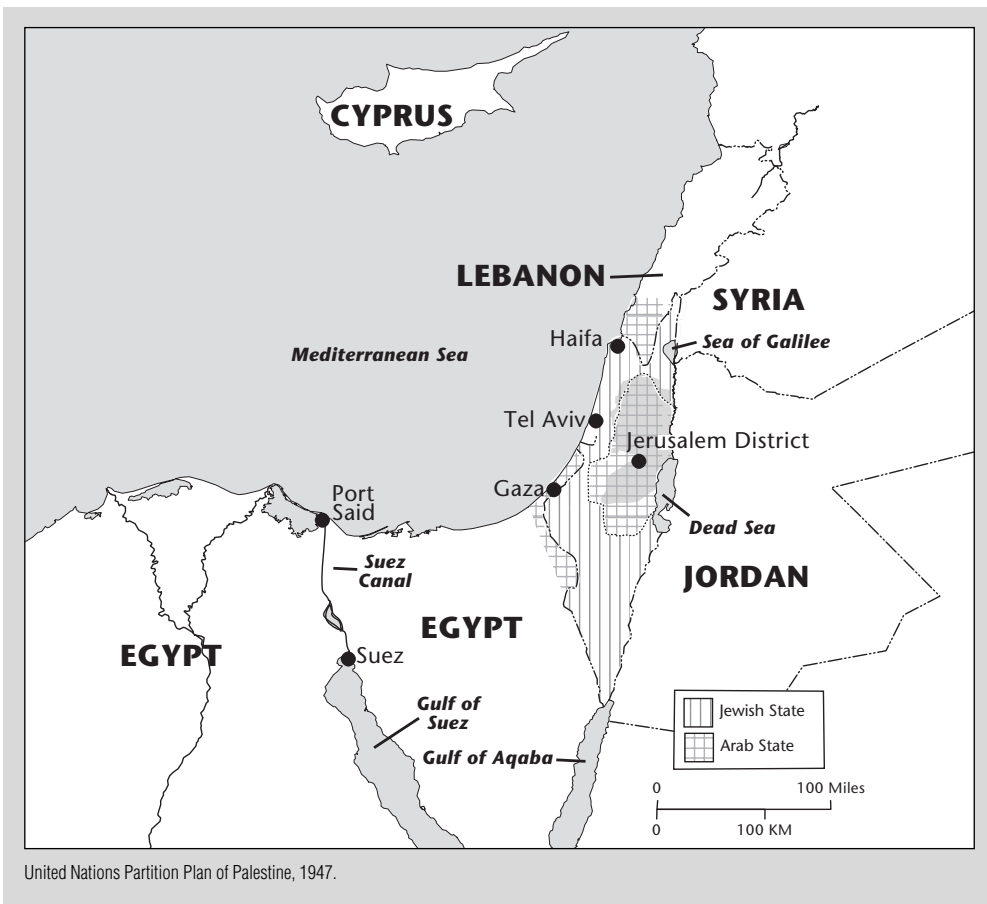 CYPRUS
LEBANON
SYRIA
Haifa
Sea of Galilee
Mediterranean Sea
Tel Aviv
Jerusalem District
Gaza
Port
Said
Dead Sea
Suez
Canal
JORDAN
EGYPT
EGYPT
Suez
Gulf of
Suez
Gulf of Aqaba
Jewish State
Arab State
0 100 Miles
0 100 KM
United Nations Partition Plan of Palestine, 1947.